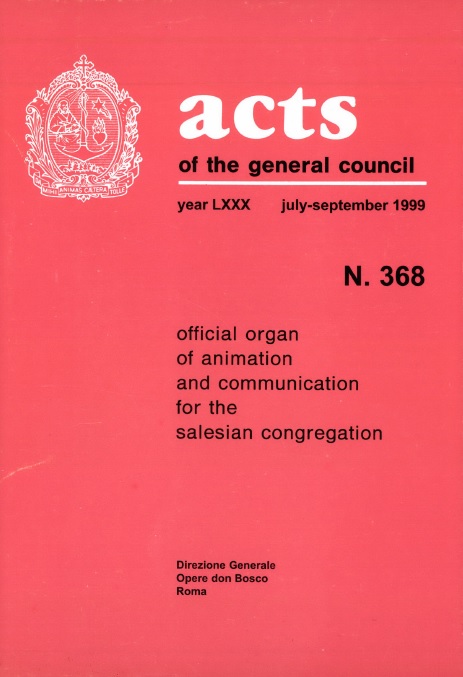 acts
of the general council
year LXXX july-september 1999
N. 368
official organ
of animation
and communication
for the
salesian congregation
MIHI ANIMAS CÆTERA TOLLE
Direzione Generale
Opere don Bosco
Roma